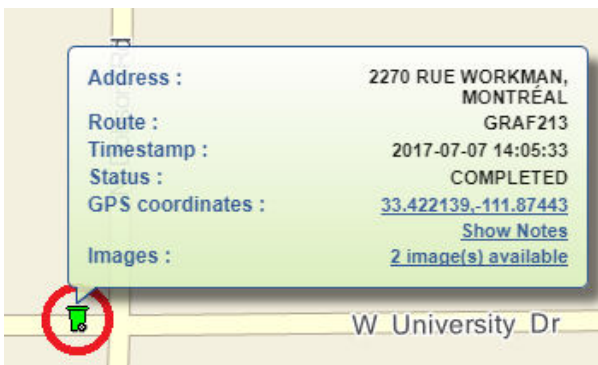 Address : 2270 RUE WORKMAN,
MONTRÉAL
Route : GRAF213
Timestamp : 2017-07-07 14:05:33
Status : COMPLETED
GPS coordinates : 33.422139,-111.87443
Show Notes
Images : 2 image(s) available
W University Dr